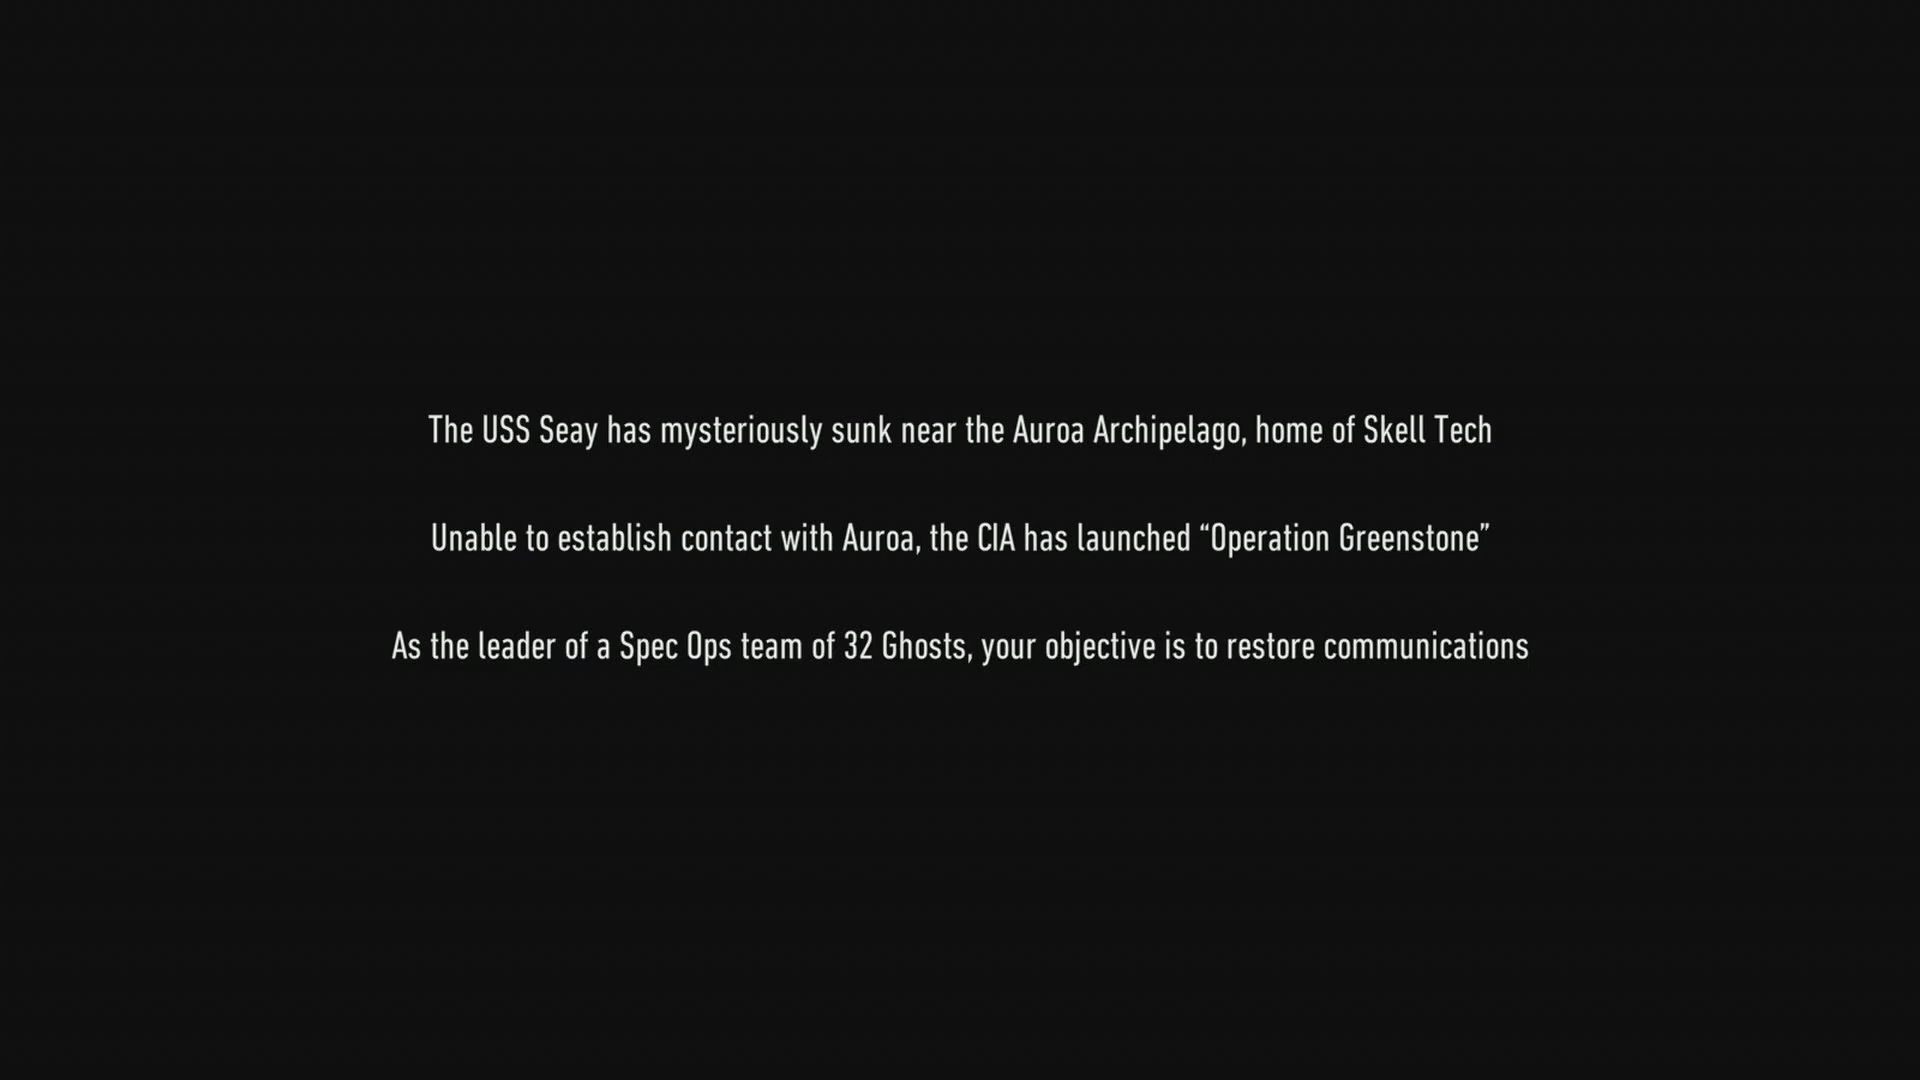 The USS Seay has mysteriously sunk near the Auroa Archipelago, home of Skell Tech
Unable to establish contact with Auroa, the CIA has launched “Operation Greenstone”
As the leader of a Spec Ops team of 32 Ghosts, your objective is to restore communications